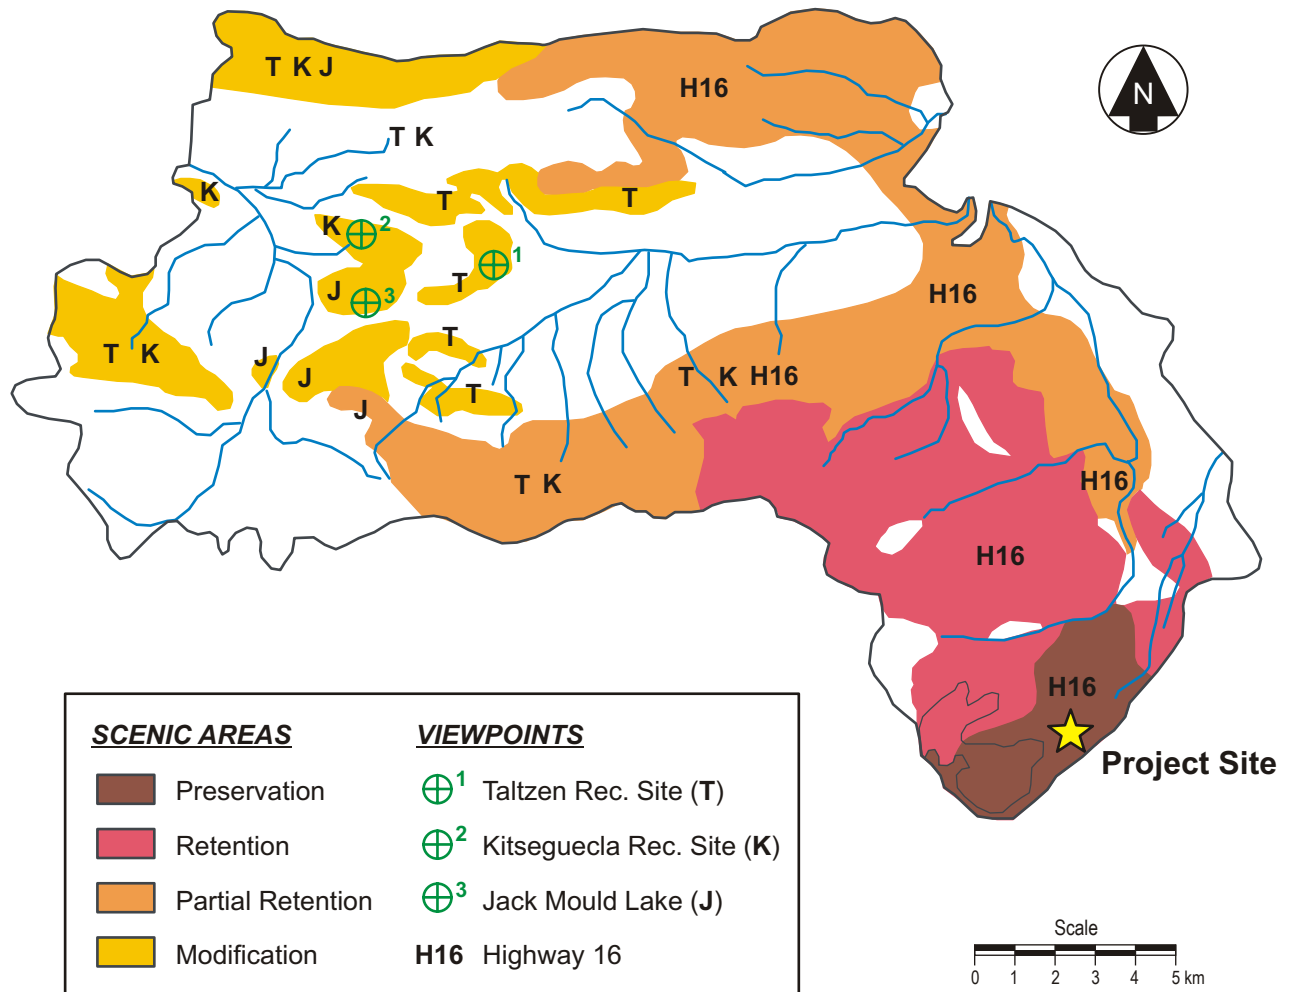 T K J
H16
N
T K
K
T
T
K
2
1
T
J
3
H16
T
T K
J
J
T K H16
T
J
T K
H16
H16
H16
Project Site
SCENIC AREAS
VIEWPOINTS
Preservation
1 Taltzen Rec. Site (T)
Retention
2 Kitseguecla Rec. Site (K)
Partial Retention
3 Jack Mould Lake (J)
Modification
H16 Highway 16
Scale
0 1 2 3 4 5 km